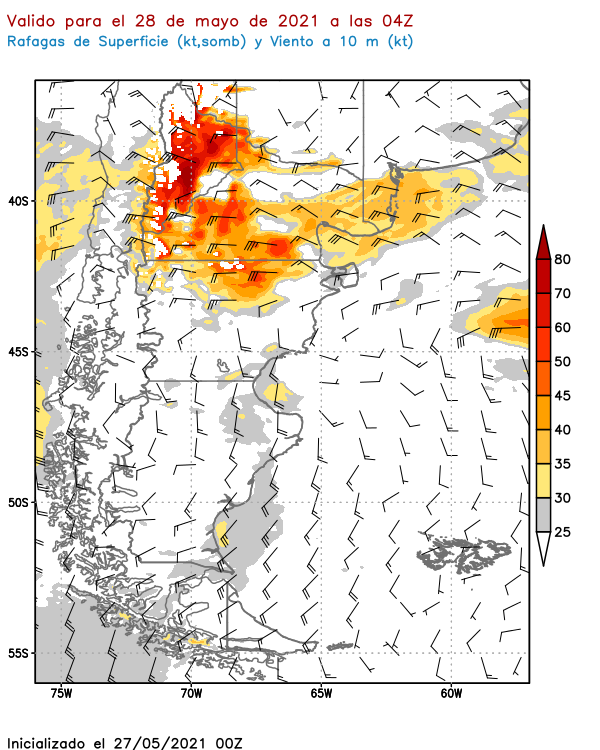 Valido para el 28 de mayo de 2021 a las 04Z
Rafagas de Superficie (kt,somb) y Viento a 10 m (kt)
40S
45S
50S
55S
75W
70W
65W
60W
80
70
60
50
45
40
35
30
25
Inicializado el 27/05/2021 00Z